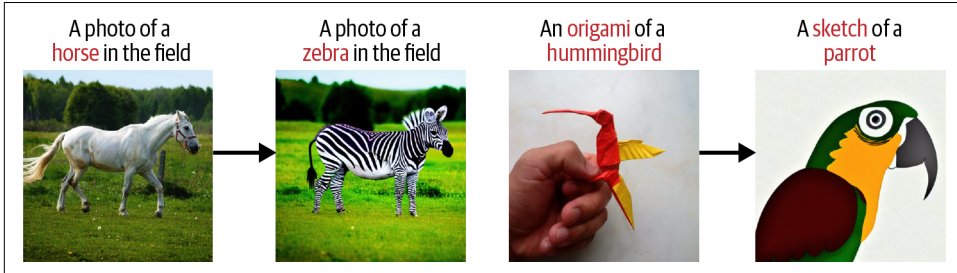 A photo of a
horse in the field
A photo of a
zebra in the field
An origami of a
hummingbird
A sketch of a
parrot